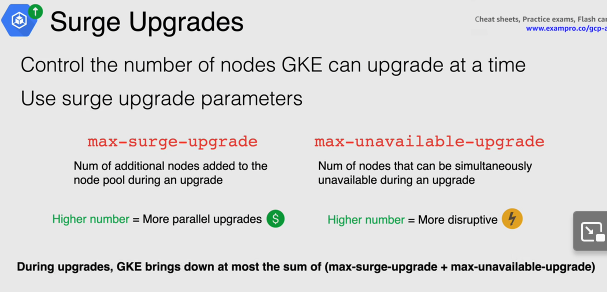 Surge Upgrades
Cheat sheets, Practice exams, Flash
www.exampro.co/gcp-
Control the number of nodes GKE can upgrade at a time
Use surge upgrade parameters
max-surge-upgrade
Num of additional nodes added to the
node pool during an upgrade
Higher number = More parallel upgrades $
max-unavailable-upgrade
Num of nodes that can be simultaneously
unavailable during an upgrade
Higher number = More disruptive
During upgrades, GKE brings down at most the sum of (max-surge-upgrade + max-unavailable-upgrade)